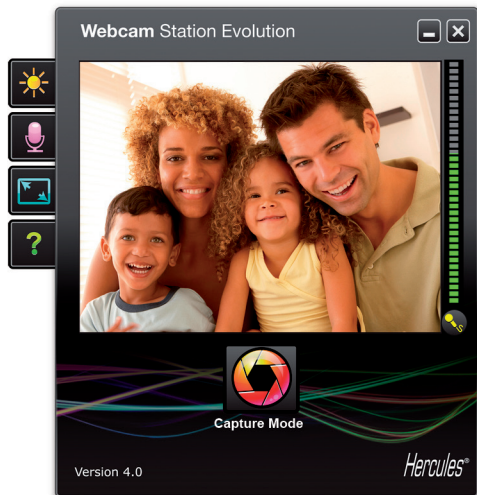 Webcam Station Evolution
?
S
Capture Mode
Version 4.0
Hercules®